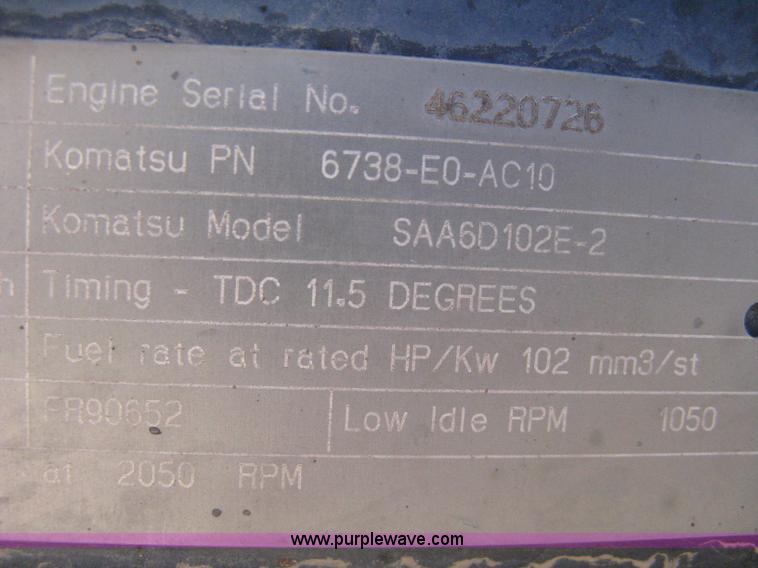 Engine Serial No. 46220726
Komatsu PN 6738-E0-AC10
Komatsu Model SAA6D102E-2
h Timing - TDC 11.5 DEGREES
Fuel rate at rated HP/Kw 102 mm3/st
FR90652 Low Idle RPM 1050
at 2050 RPM
www.purplewave.com